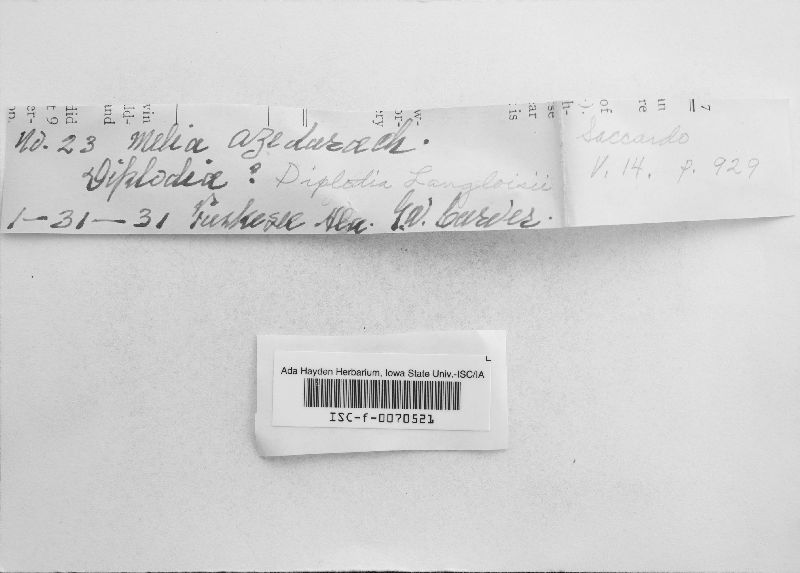 No. 23 Melia azedarach.
Diplodia ? Diplodia Langloisii
1-31-31 Tuskegee Ala. G.W. Carver.
Saccardo
V. 14. p. 929
Ada Hayden Herbarium, Iowa State Univ.-ISC/IA
ISC-f-0070521